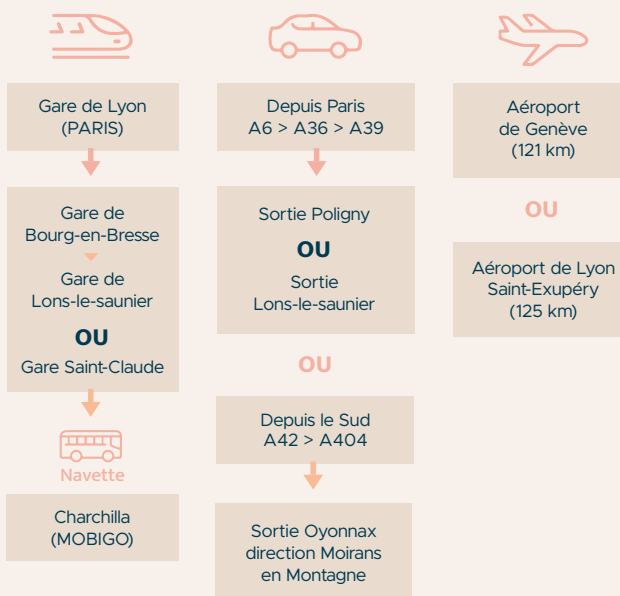 Gare de Lyon
(PARIS)
Gare de
Bourg-en-Bresse
Gare de
Lons-le-saunier
OU
Gare Saint-Claude
Navette
Charchilla
(MOBIGO)
Depuis Paris
A6 > A36 > A39
Sortie Poligny
OU
Sortie
Lons-le-saunier
OU
Depuis le Sud
A42 > A404
Sortie Oyonnax
direction Moirans
en Montagne
Aéroport
de Genève
(121 km)
OU
Aéroport de Lyon
Saint-Exupéry
(125 km)